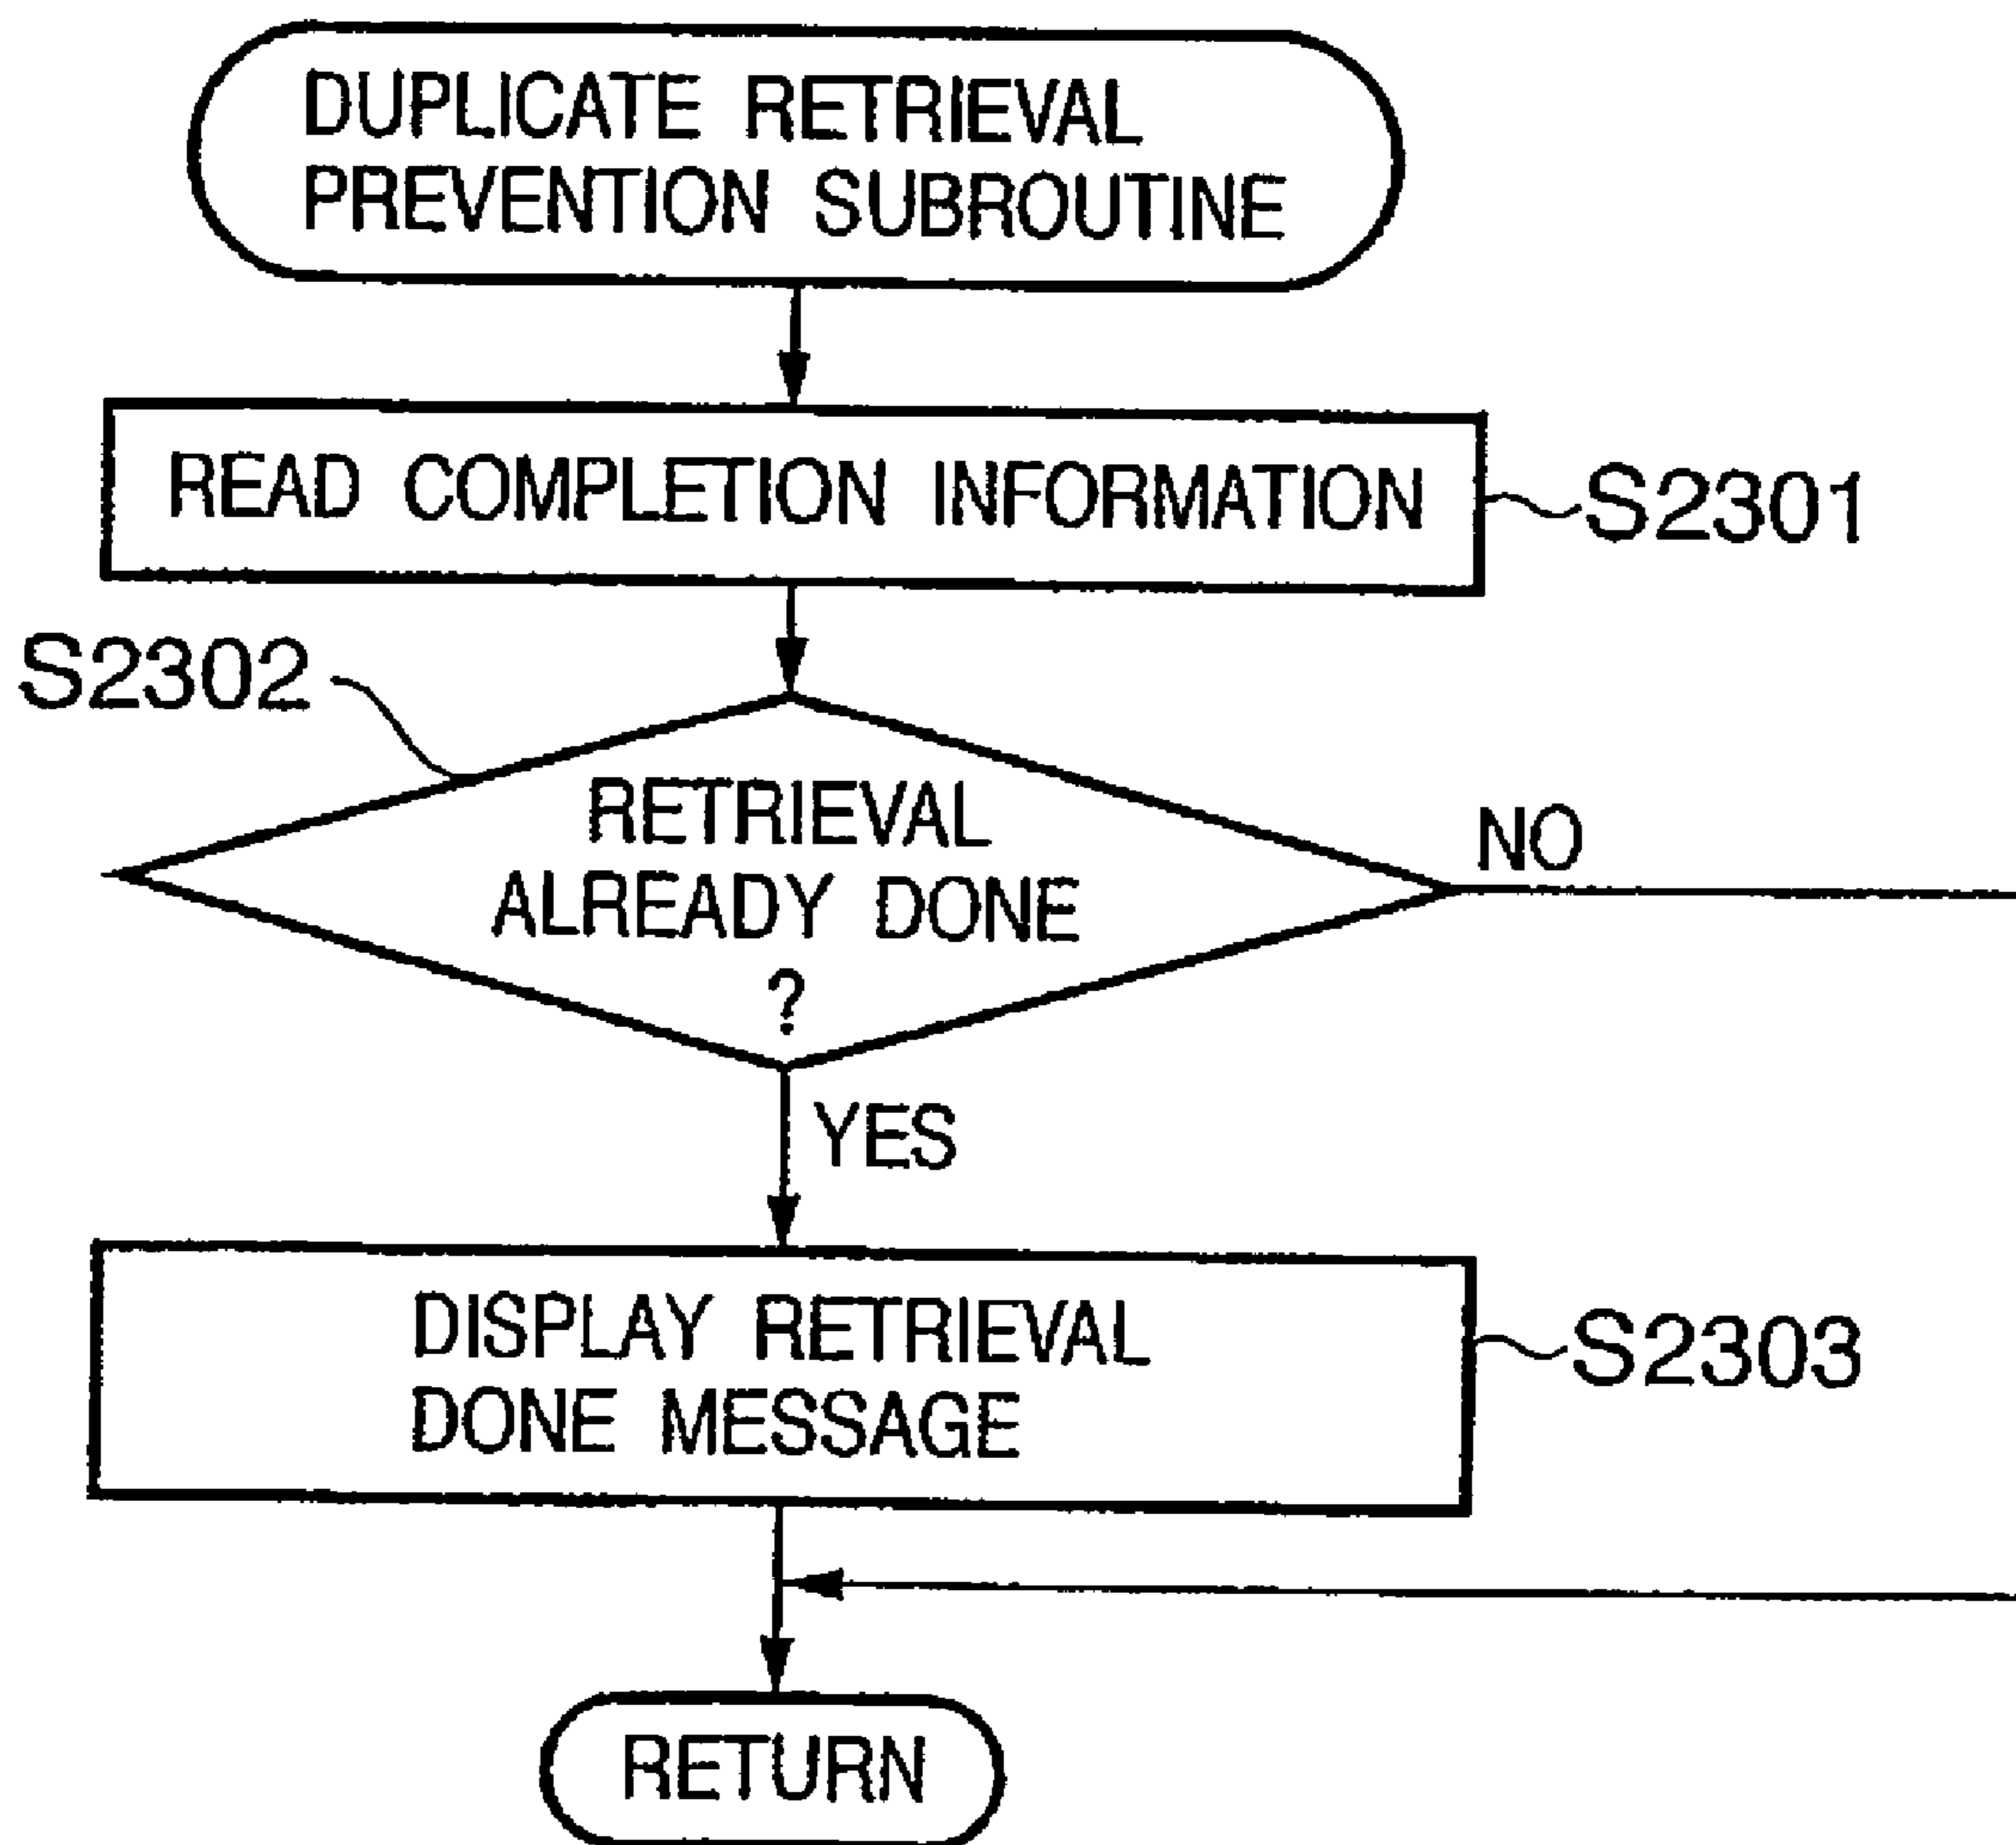 DUPLICATE RETRIEVAL
PREVENTION SUBROUTINE
READ COMPLETION INFORMATION
S2301
S2302
RETRIEVAL
ALREADY DONE
?
NO
YES
DISPLAY RETRIEVAL
DONE MESSAGE
S2303
RETURN